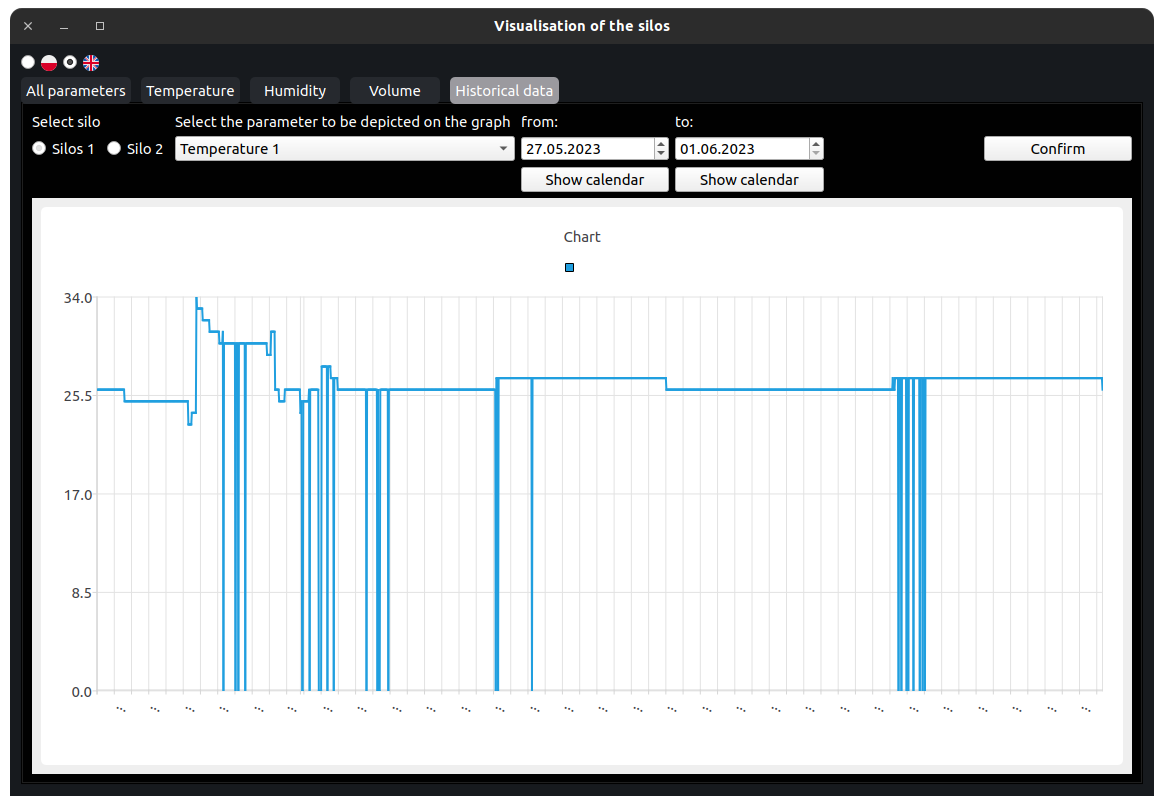 Visualisation of the silos
All parameters Temperature Humidity Volume Historical data
Select silo Select the parameter to be depicted on the graph from: to:
Silos 1 Silo 2 Temperature 1 27.05.2023 01.06.2023 Confirm
Show calendar Show calendar
Chart
34.0
25.5
17.0
8.5
0.0